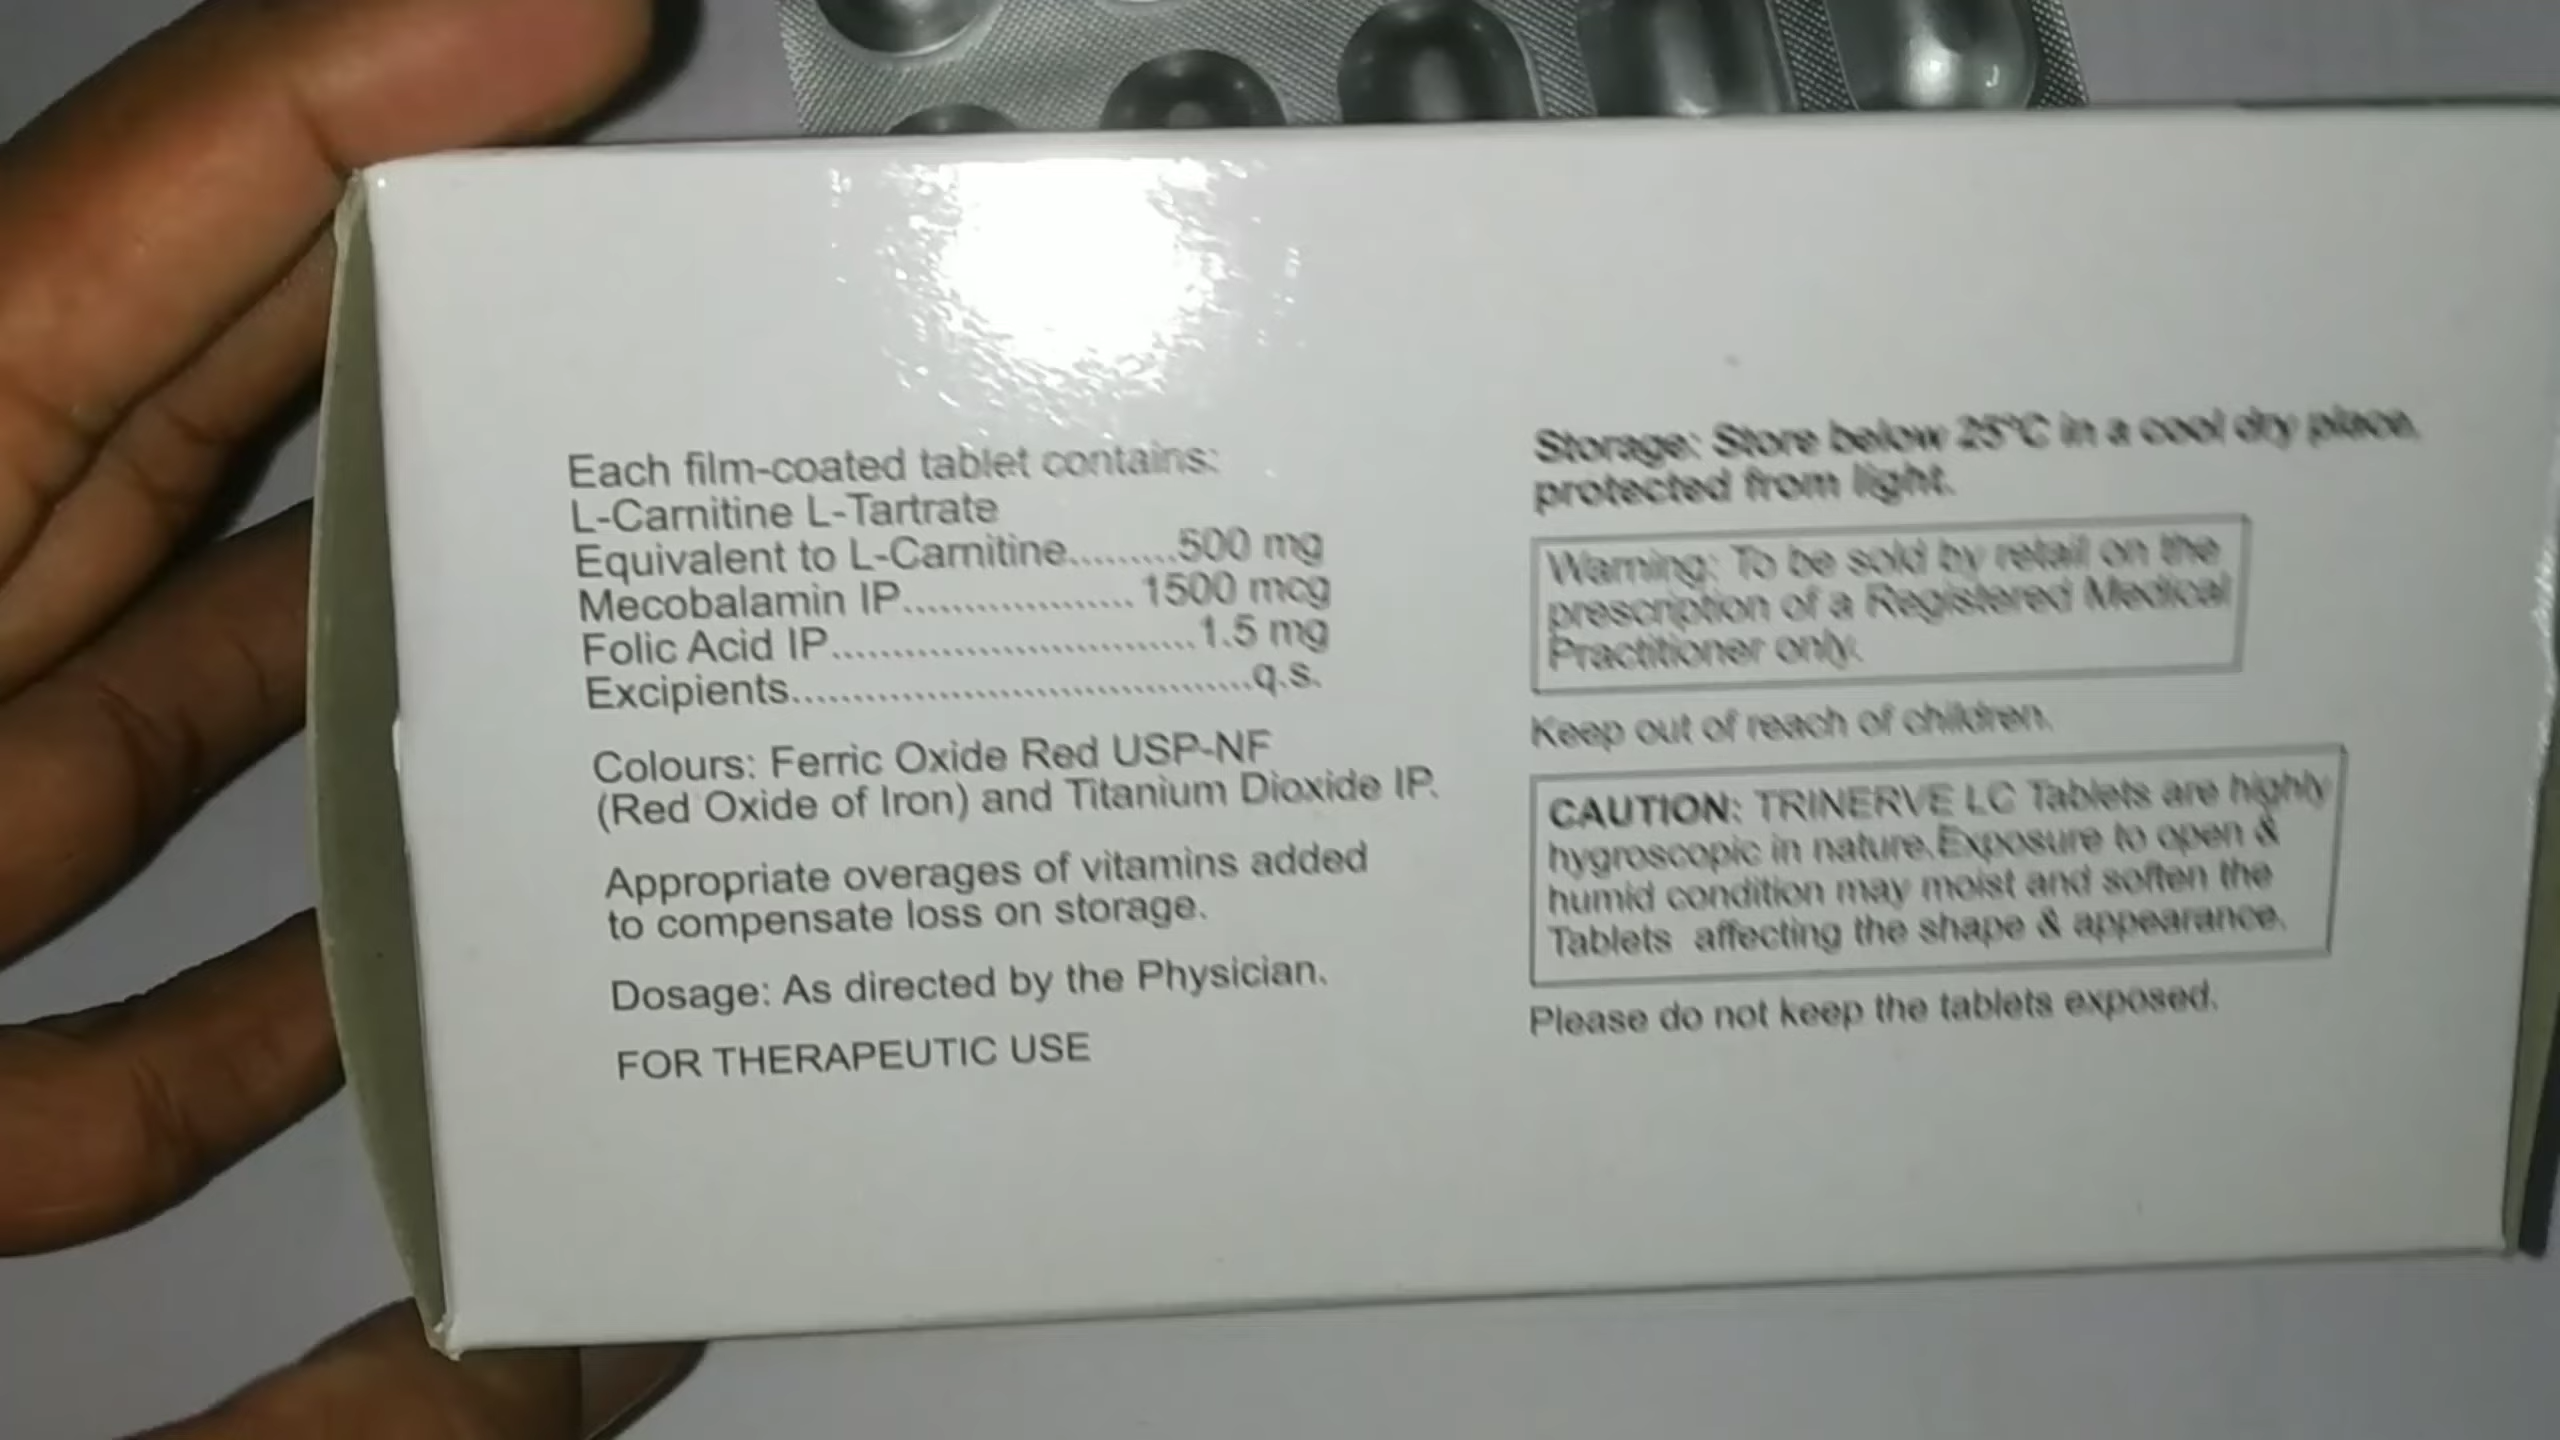 Each film-coated tablet contains:
L-Carnitine L-Tartrate
Equivalent to L-Carnitine.........500 mg
Mecobalamin IP................... 1500 mcg
Folic Acid IP..............................1.5 mg
Excipients......................................q.s.
Colours: Ferric Oxide Red USP-NF
(Red Oxide of Iron) and Titanium Dioxide IP.
Appropriate overages of vitamins added
to compensate loss on storage.
Dosage: As directed by the Physician.
FOR THERAPEUTIC USE
Storage: Store below 25°C in a cool dry place,
protected from light.
Warning: To be sold by retail on the
prescription of a Registered Medical
Practitioner only.
Keep out of reach of children.
CAUTION: TRINERVE LC Tablets are highly
hygroscopic in nature.Exposure to open &
humid condition may moist and soften the
Tablets affecting the shape & appearance.
Please do not keep the tablets exposed.